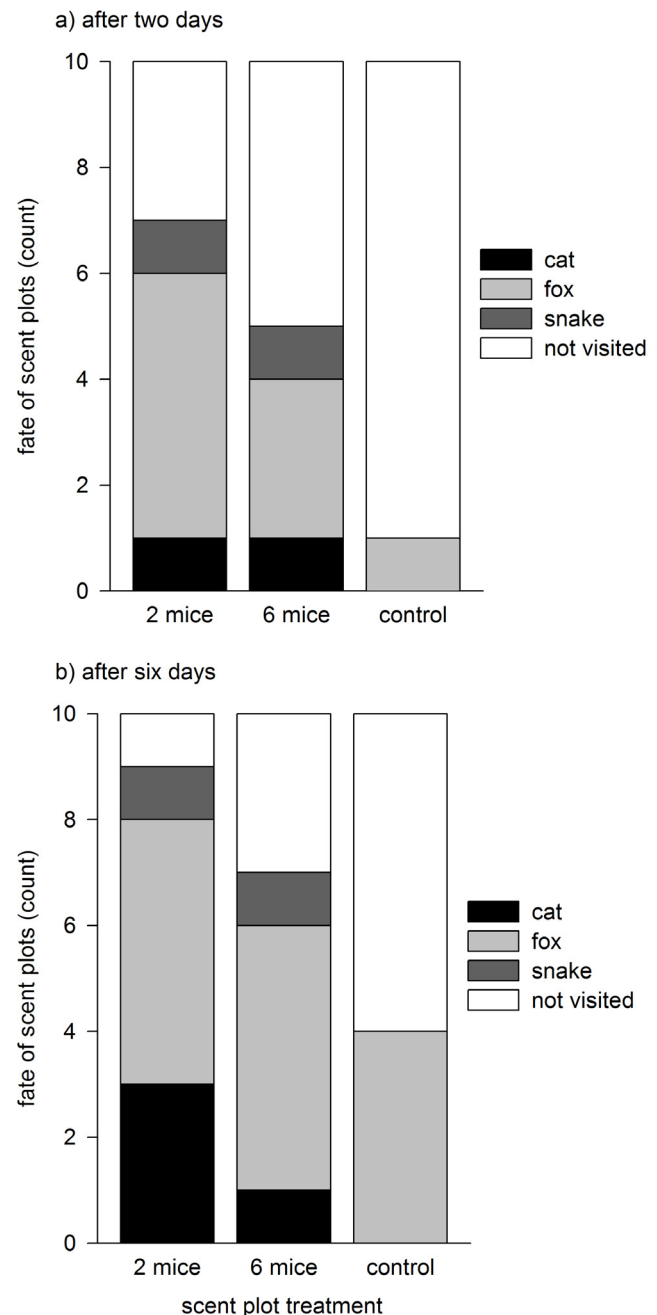 a) after two days
10
8
6
4
2
0
fate of scent plots (count)
2 mice 6 mice control
cat
fox
snake
not visited
b) after six days
10
8
6
4
2
0
fate of scent plots (count)
2 mice 6 mice control
scent plot treatment
cat
fox
snake
not visited